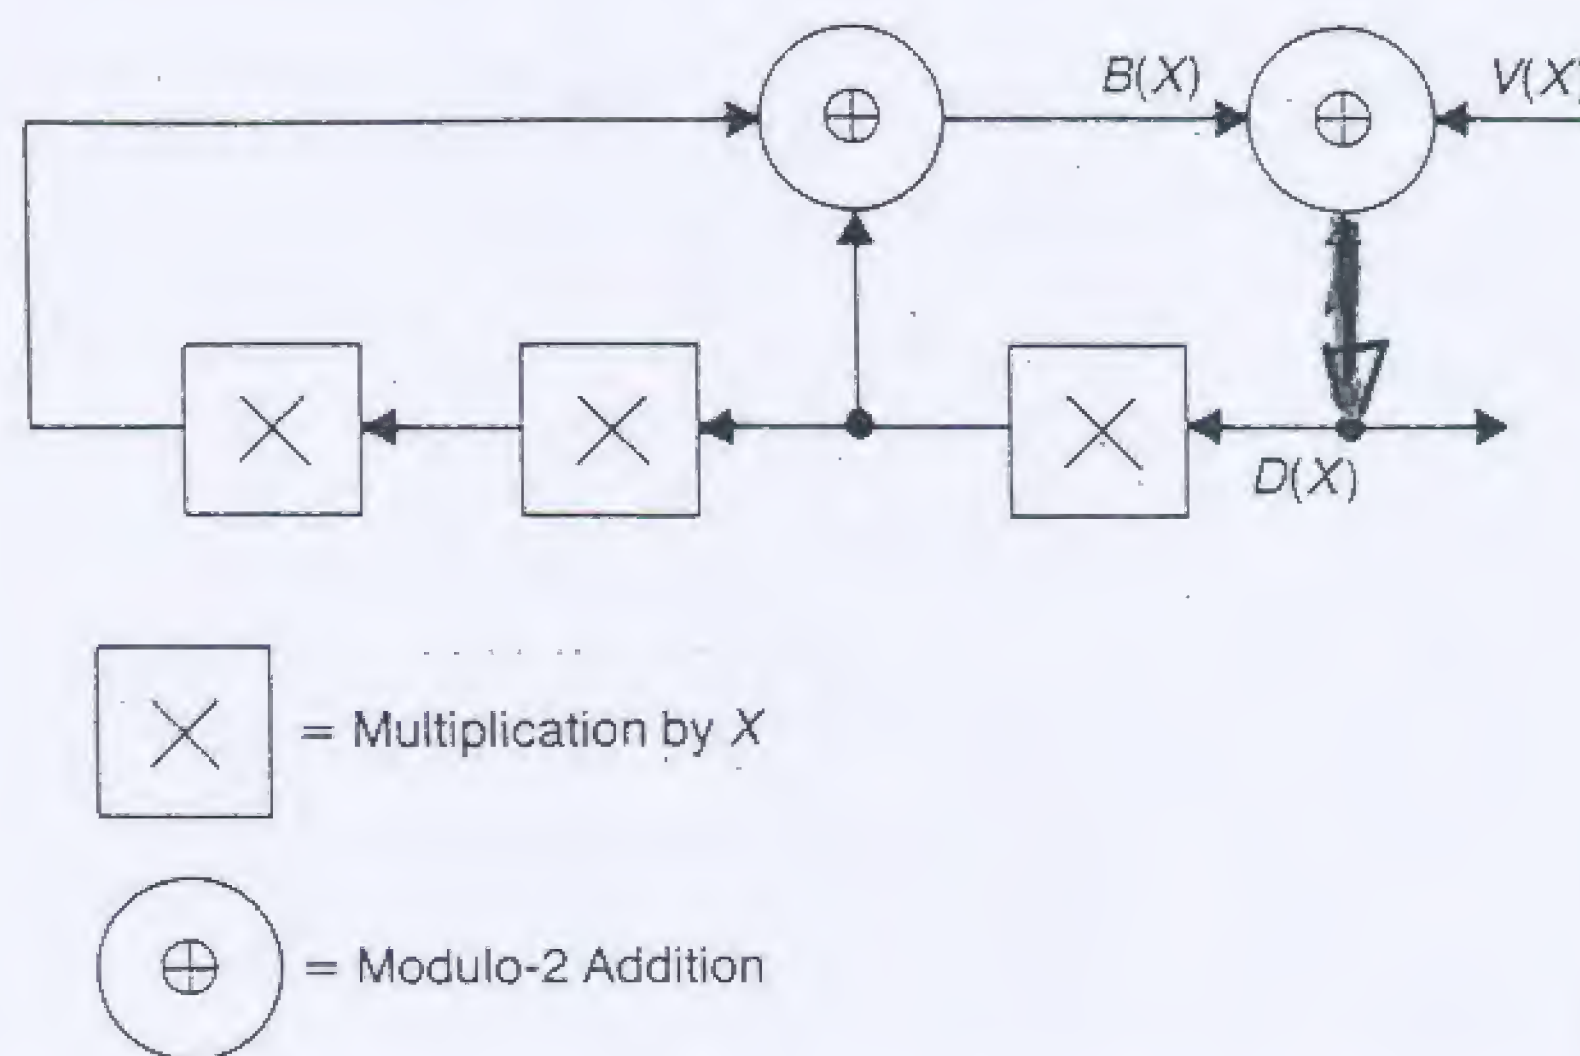 B(X)
V(X)
D(X)
= Multiplication by X
= Modulo-2 Addition